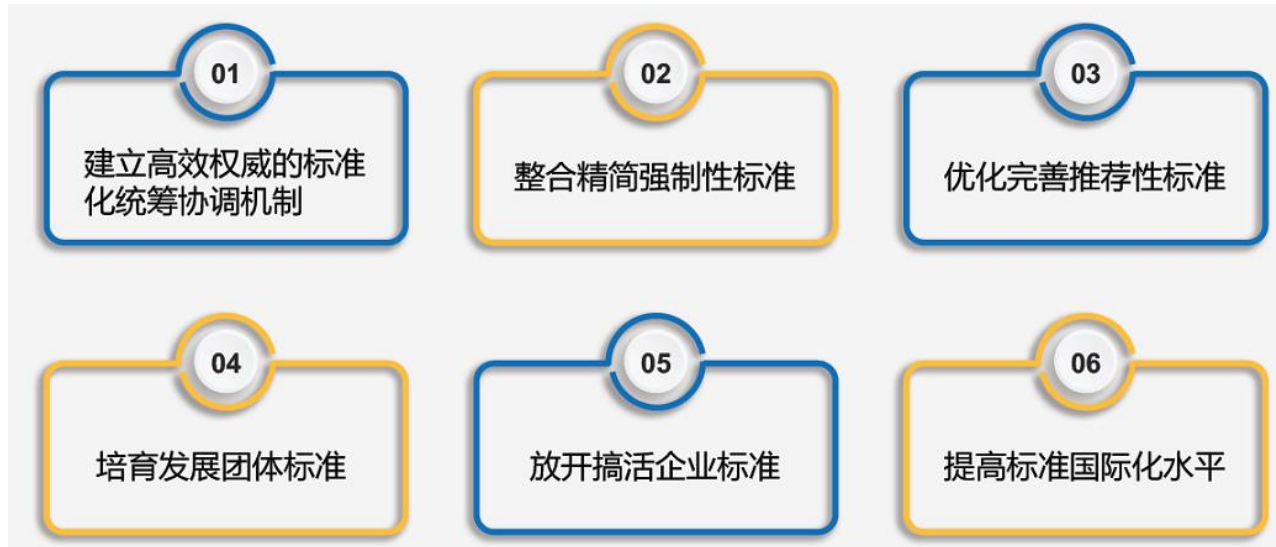 01
建立高效权威的标准
化统筹协调机制
02
整合精简强制性标准
03
优化完善推荐性标准
04
培育发展团体标准
05
放开搞活企业标准
06
提高标准国际化水平